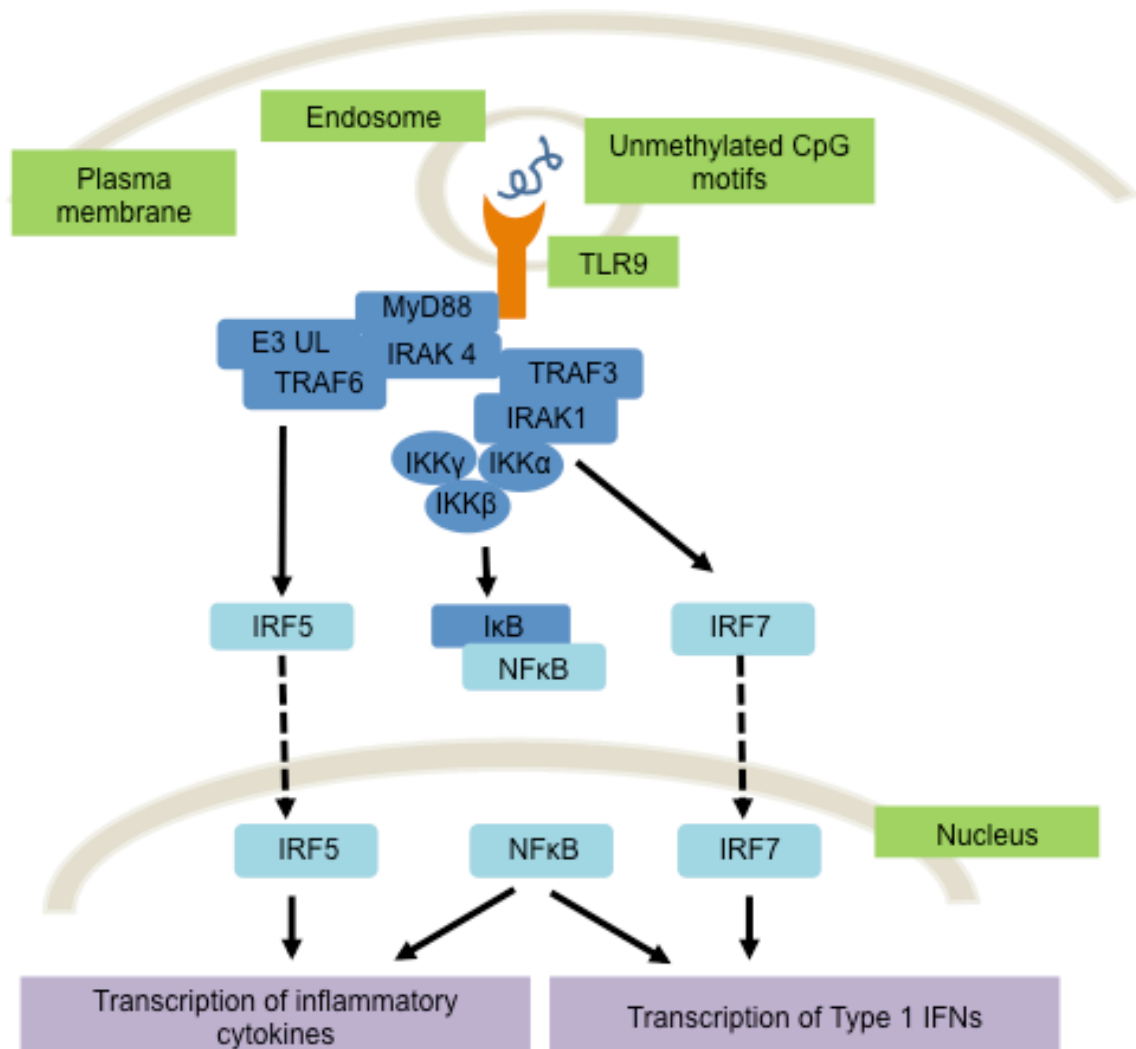 Endosome
Unmethylated CpG
motifs
Plasma
membrane
TLR9
MyD88
E3 UL
IRAK 4
TRAF6
TRAF3
IRAK1
IKKγ
IKKα
IKKβ
IRF5
IκB
NFκB
IRF7
Nucleus
IRF5
NFκB
IRF7
Transcription of inflammatory
cytokines
Transcription of Type 1 IFNs